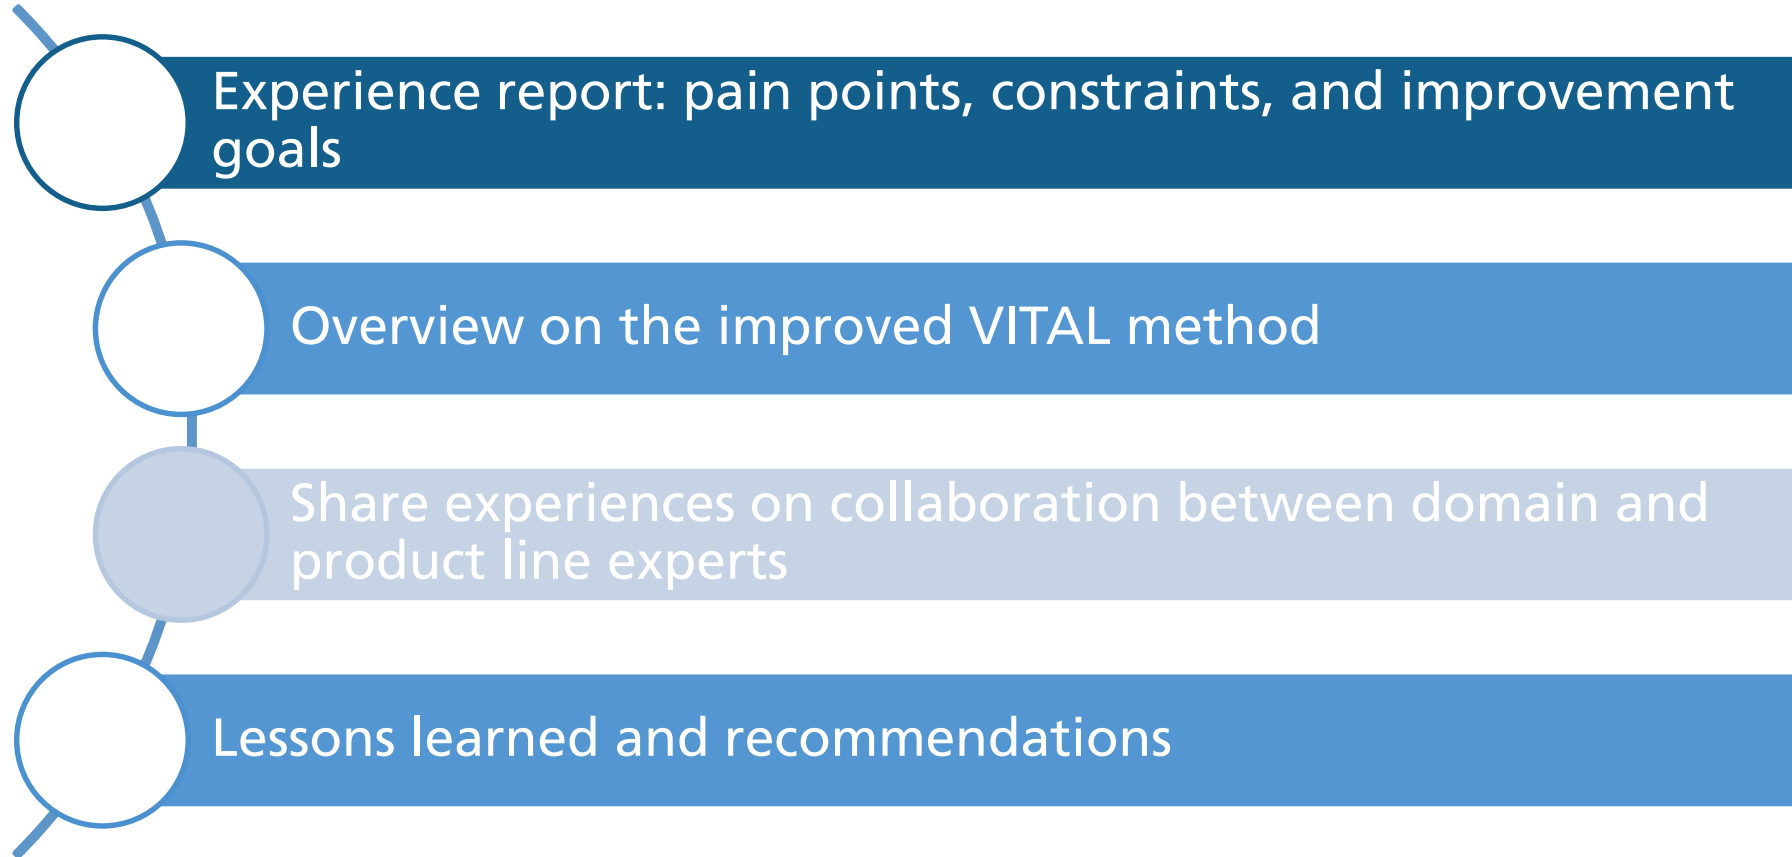 Experience report: pain points, constraints, and improvement
goals
Overview on the improved VITAL method
Share experiences on collaboration between domain and
product line experts
Lessons learned and recommendations